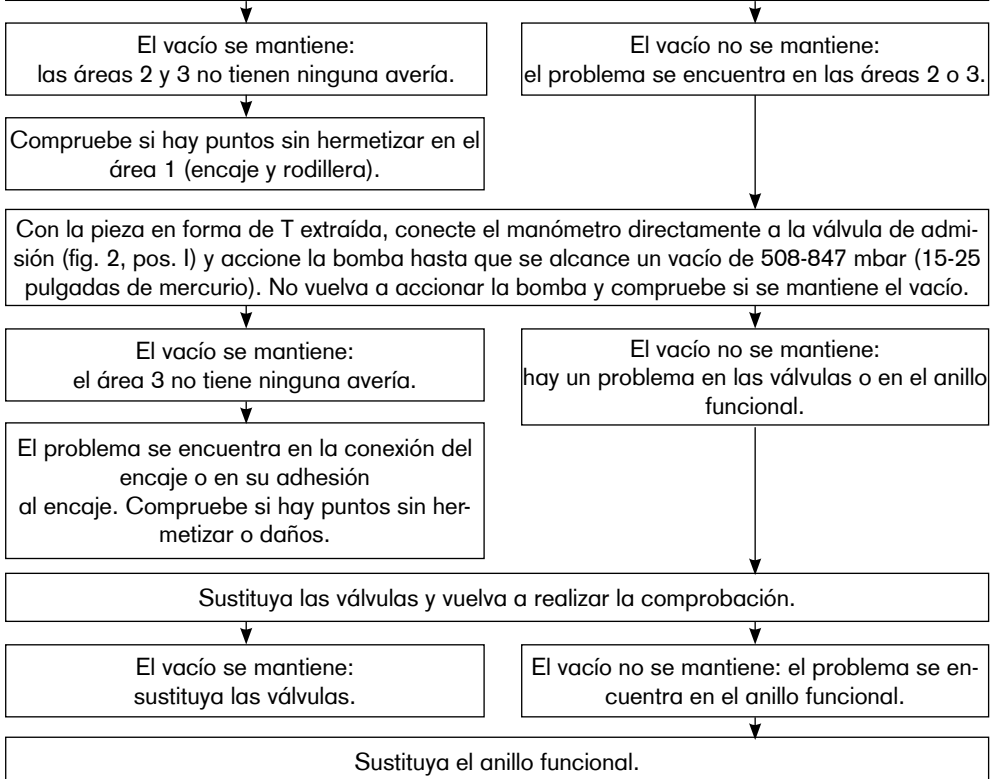 El vacío se mantiene:
las áreas 2 y 3 no tienen ninguna avería.
El vacío no se mantiene:
el problema se encuentra en las áreas 2 o 3.
Compruebe si hay puntos sin hermetizar en el
área 1 (encaje y rodillera).
Con la pieza en forma de T extraída, conecte el manómetro directamente a la válvula de admi-
sión (fig. 2, pos. I) y accione la bomba hasta que se alcance un vacío de 508-847 mbar (15-25
pulgadas de mercurio). No vuelva a accionar la bomba y compruebe si se mantiene el vacío.
El vacío se mantiene:
el área 3 no tiene ninguna avería.
El vacío no se mantiene:
hay un problema en las válvulas o en el anillo
funcional.
El problema se encuentra en la conexión del
encaje o en su adhesión
al encaje. Compruebe si hay puntos sin her-
metizar o daños.
Sustituya las válvulas y vuelva a realizar la comprobación.
El vacío se mantiene:
sustituya las válvulas.
El vacío no se mantiene: el problema se en-
cuentra en el anillo funcional.
Sustituya el anillo funcional.